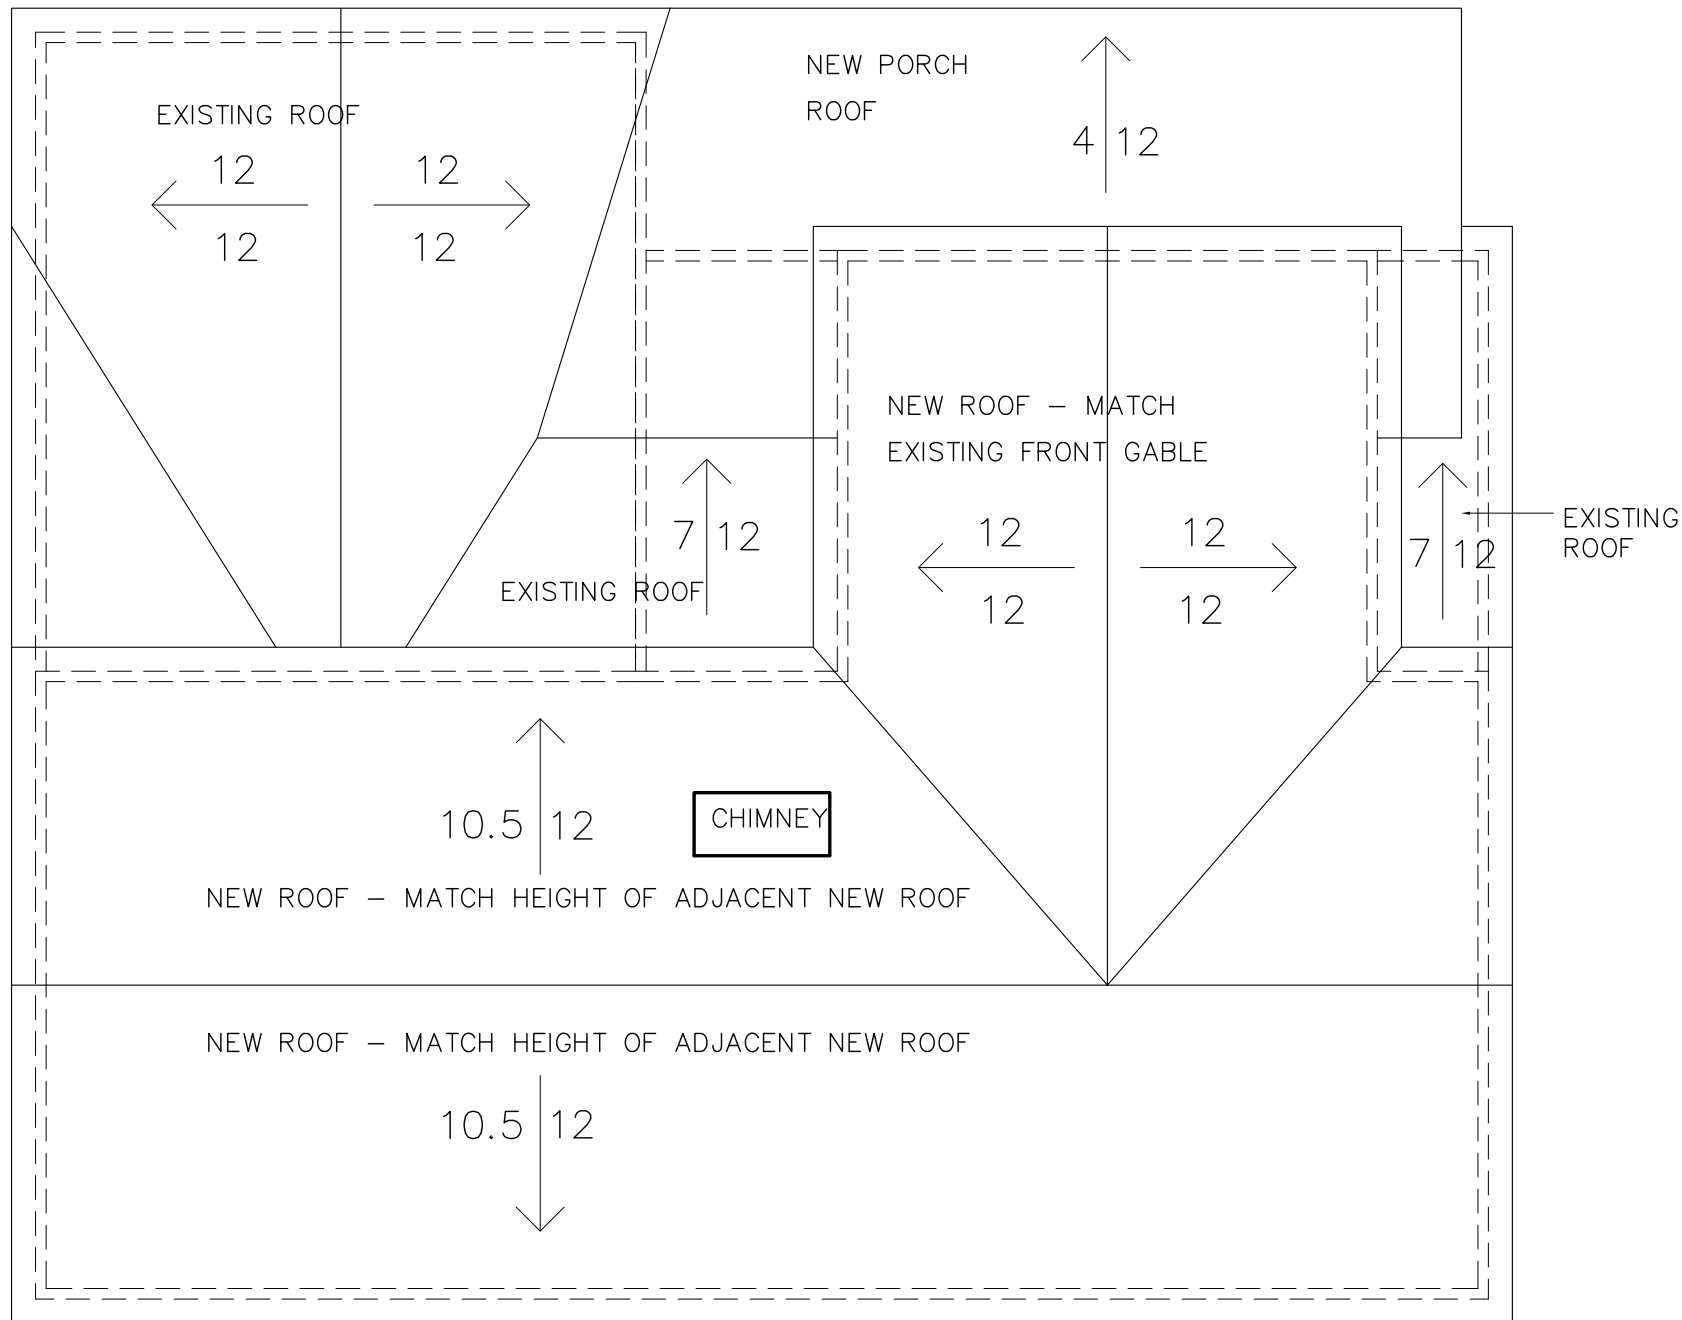 NEW PORCH
ROOF
4 12
EXISTING ROOF
12 12
12 12
NEW ROOF – MATCH
EXISTING FRONT GABLE
12 12
12 12
7 12
EXISTING ROOF
7 12
EXISTING
ROOF
10.5 12
CHIMNEY
NEW ROOF – MATCH HEIGHT OF ADJACENT NEW ROOF
NEW ROOF – MATCH HEIGHT OF ADJACENT NEW ROOF
10.5 12